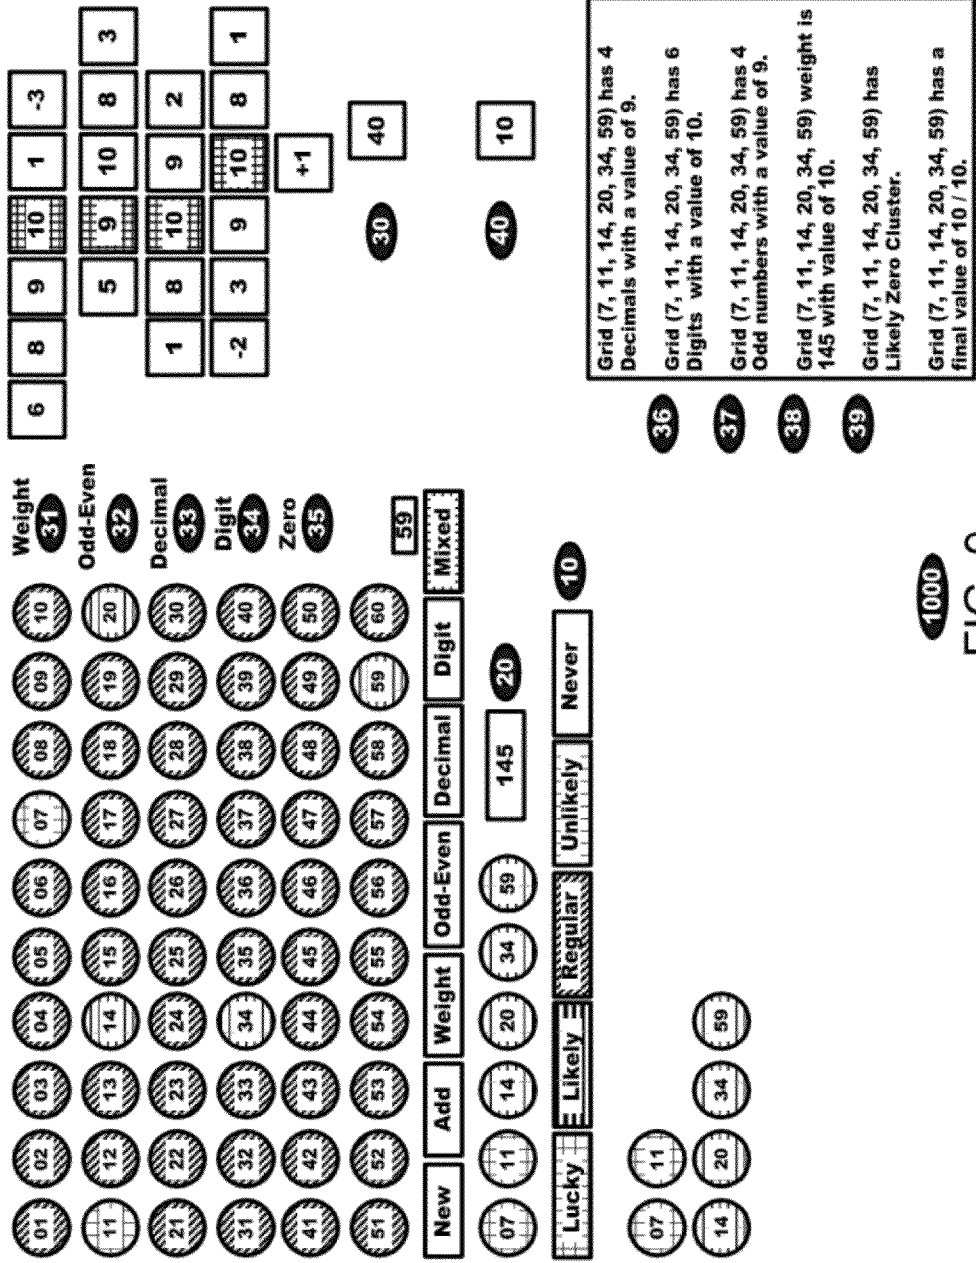 01 02 03 04 05 06 07 08 09 10 Weight 31 6 8 9 10 1 -3
11 12 13 14 15 16 17 18 19 20 Odd-Even 32 5 9 10 8 3
21 22 23 24 25 26 27 28 29 30 Decimal 33 1 8 10 9 2
31 32 33 34 35 36 37 38 39 40 Digit 34 -2 3 9 10 8 1
41 42 43 44 45 46 47 48 49 50 Zero 35 +1
51 52 53 54 55 56 57 58 59 60 59
30 40
New Add Weight Odd-Even Decimal Digit Mixed
07 11 14 20 34 59 145 20
40 10
Lucky Likely Regular Unlikely Never 10
07 11
14 20 34 59
Grid (7, 11, 14, 20, 34, 59) has 4
Decimals with a value of 9.
36
Grid (7, 11, 14, 20, 34, 59) has 6
Digits with a value of 10.
37
Grid (7, 11, 14, 20, 34, 59) has 4
Odd numbers with a value of 9.
38
Grid (7, 11, 14, 20, 34, 59) weight is
145 with value of 10.
39
Grid (7, 11, 14, 20, 34, 59) has
Likely Zero Cluster.
Grid (7, 11, 14, 20, 34, 59) has a
final value of 10 / 10.
1000
FIG.